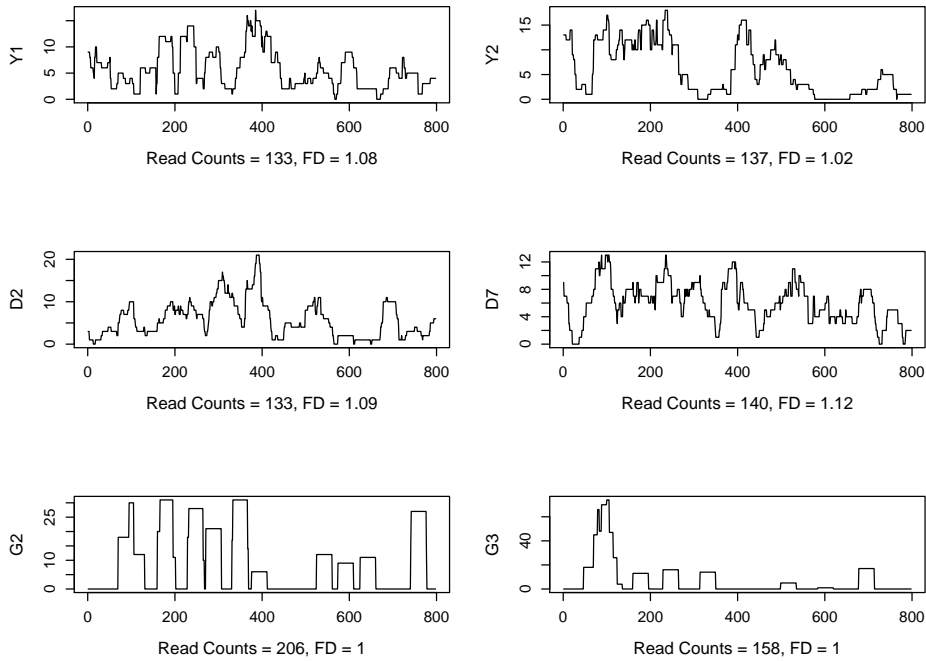 Y1
0 5 10
0 200 400 600 800
Read Counts = 133, FD = 1.08
Y2
0 5 15
0 200 400 600 800
Read Counts = 137, FD = 1.02
D2
0 10 20
0 200 400 600 800
Read Counts = 133, FD = 1.09
D7
0 4 8 12
0 200 400 600 800
Read Counts = 140, FD = 1.12
G2
0 10 25
0 200 400 600 800
Read Counts = 206, FD = 1
G3
0 40
0 200 400 600 800
Read Counts = 158, FD = 1